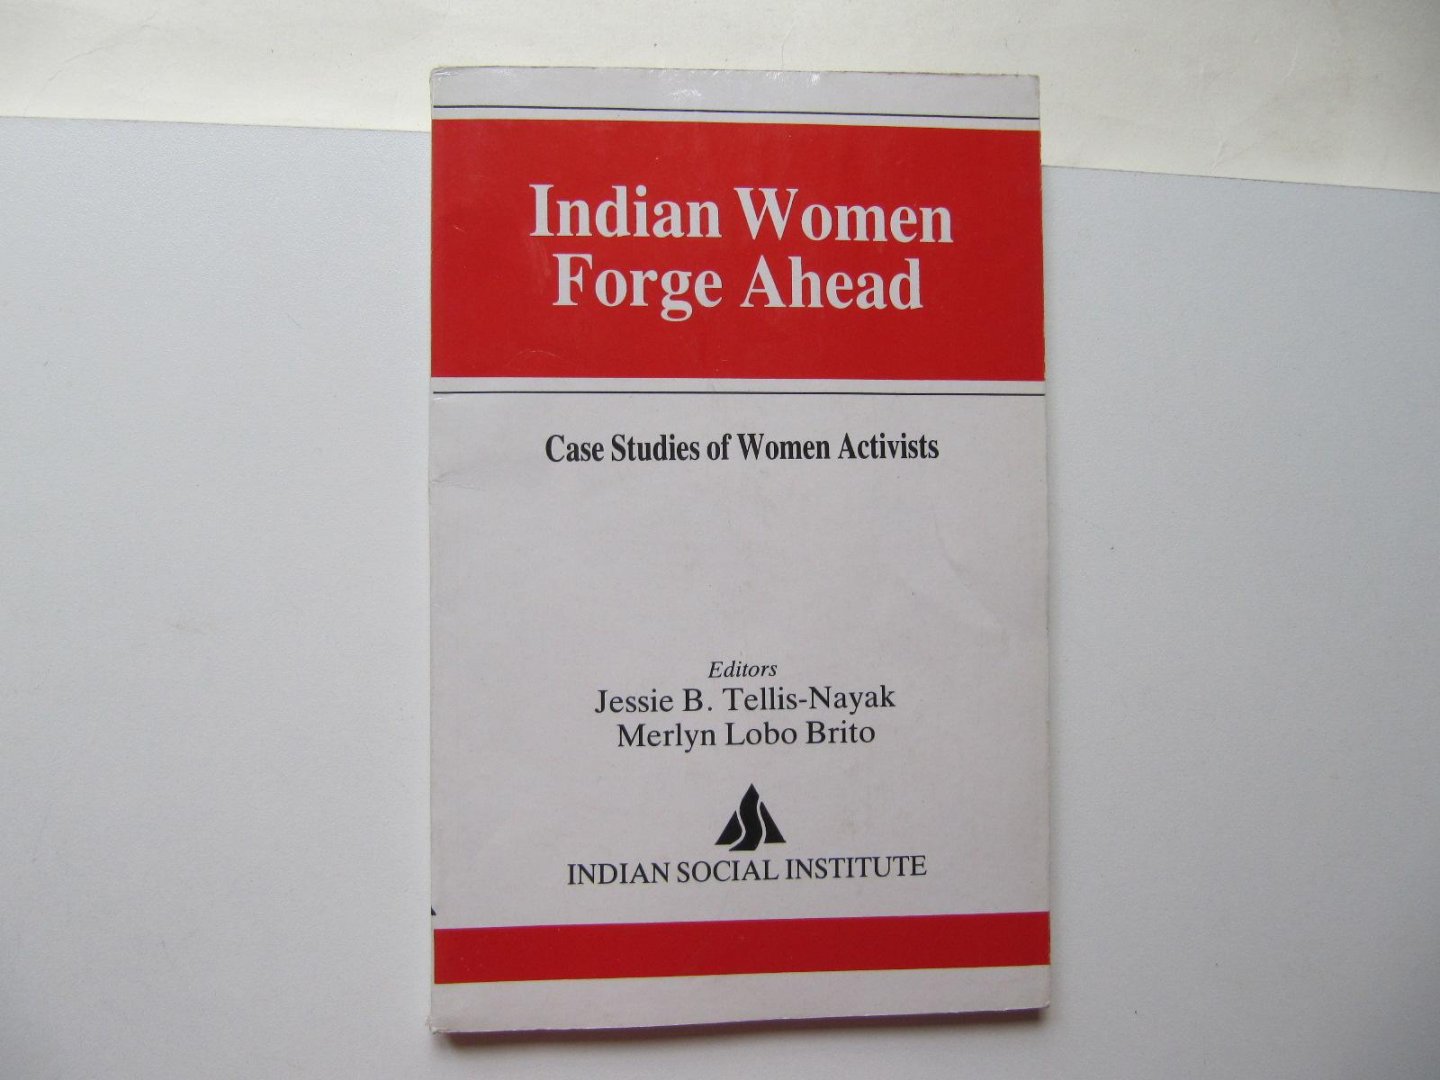 Indian Women
Forge Ahead
Case Studies of Women Activists
Editors
Jessie B. Tellis-Nayak
Merlyn Lobo Brito
INDIAN SOCIAL INSTITUTE